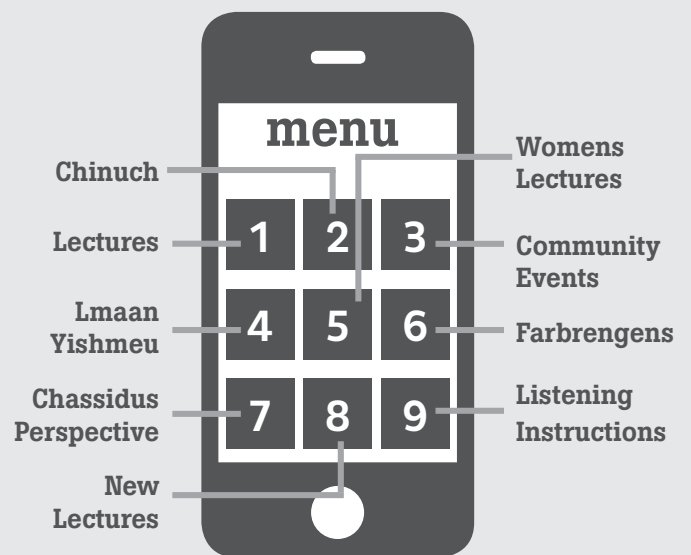 menu
Chinuch
Lectures
Lmaan
Yishmeu
Chassidus
Perspective
New
Lectures
1 2 3
4 5 6
7 8 9
Womens
Lectures
Community
Events
Farbrengens
Listening
Instructions